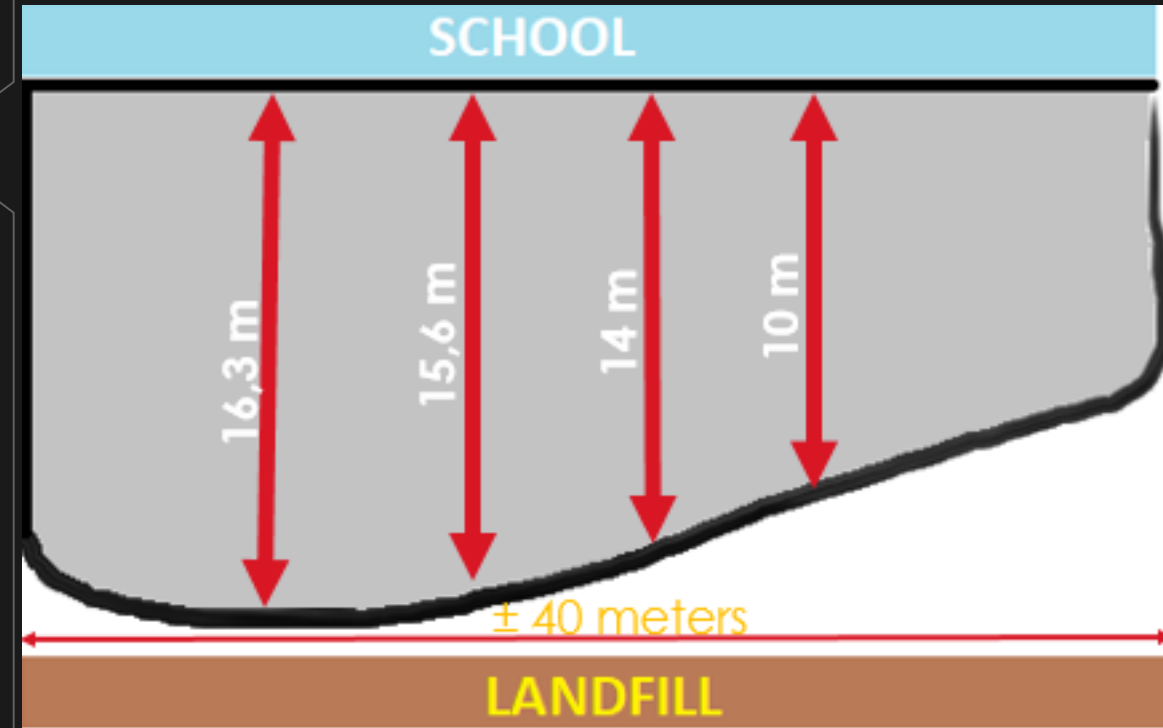 SCHOOL
16,3 m
15,6 m
14 m
10 m
± 40 meters
LANDFILL